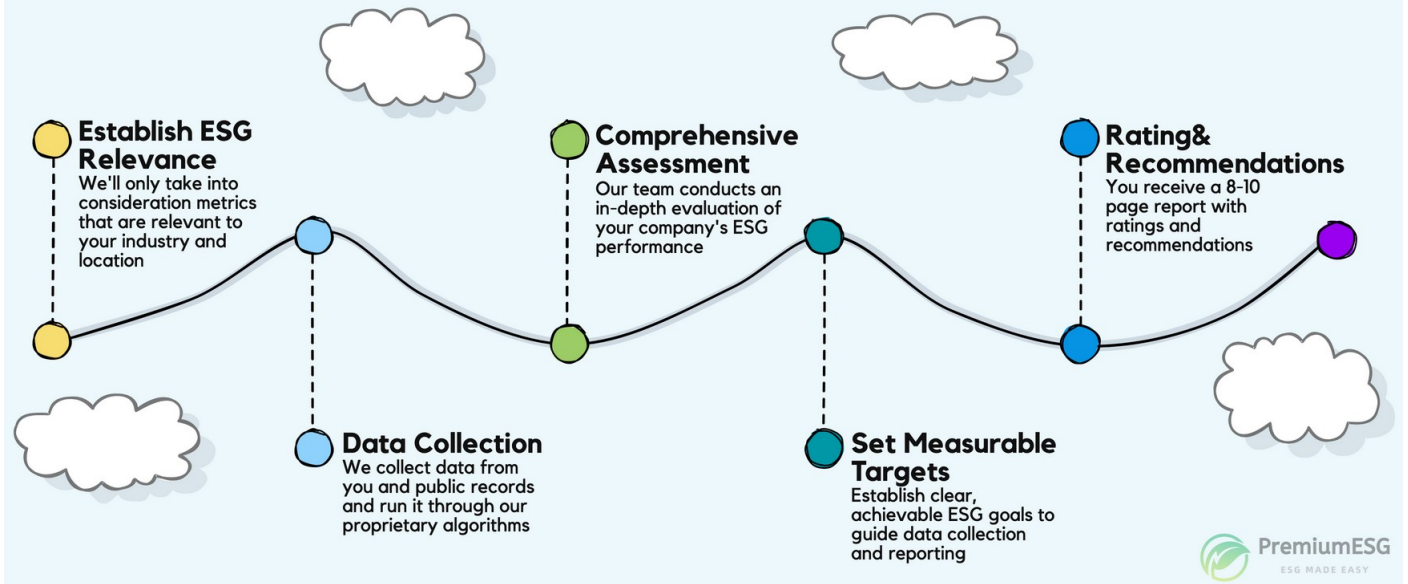 Establish ESG
Relevance
We'll only take into
consideration metrics
that are relevant to
your industry and
location
Data Collection
We collect data from
you and public records
and run it through our
proprietary algorithms
Comprehensive
Assessment
Our team conducts an
in-depth evaluation of
your company's ESG
performance
Set Measurable
Targets
Establish clear,
achievable ESG goals to
guide data collection
and reporting
Rating&
Recommendations
You receive a 8-10
page report with
ratings and
recommendations
PremiumESG
ESG MADE EASY